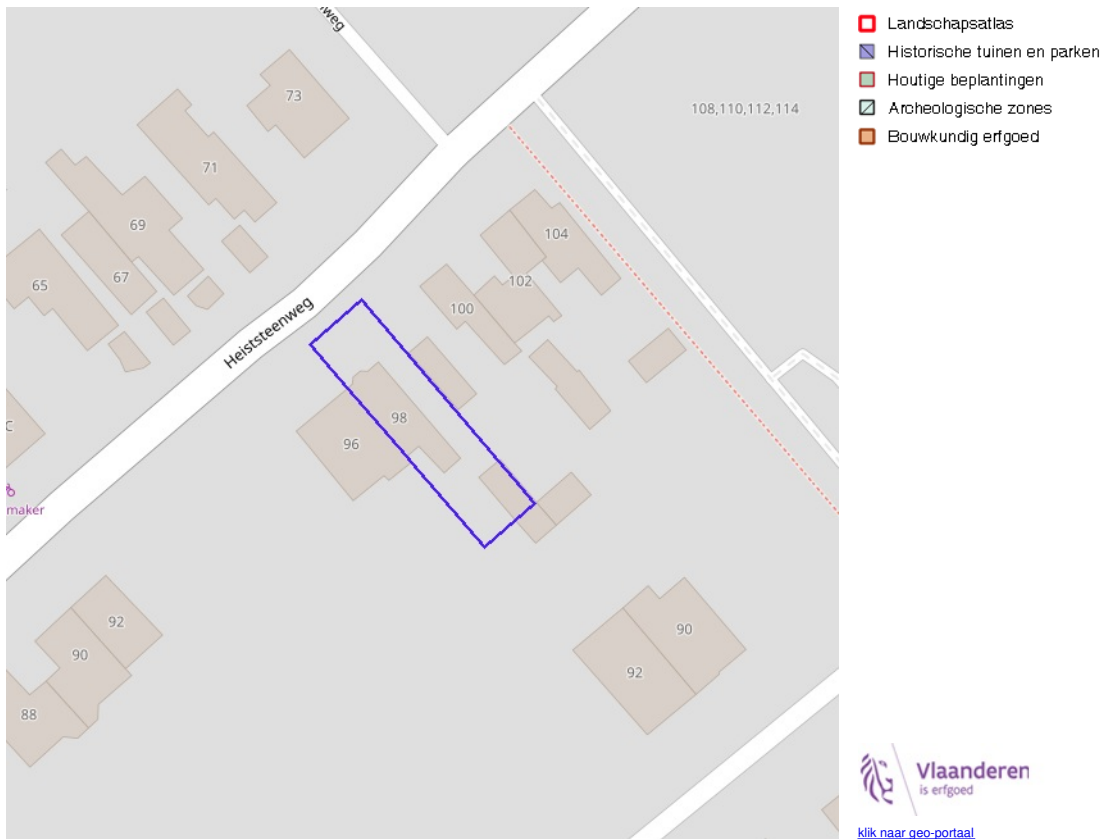 Landschapsatlas
Historische tuinen en parken
Houtige beplantingen
Archeologische zones
Bouwkundig erfgoed
weg
73
108,110,112,114
71
69
104
67
65
102
100
Heiststeenweg
98
96
C
maker
92
90
90
92
88
Vlaanderen
is erfgoed
klik naar geo-portaal